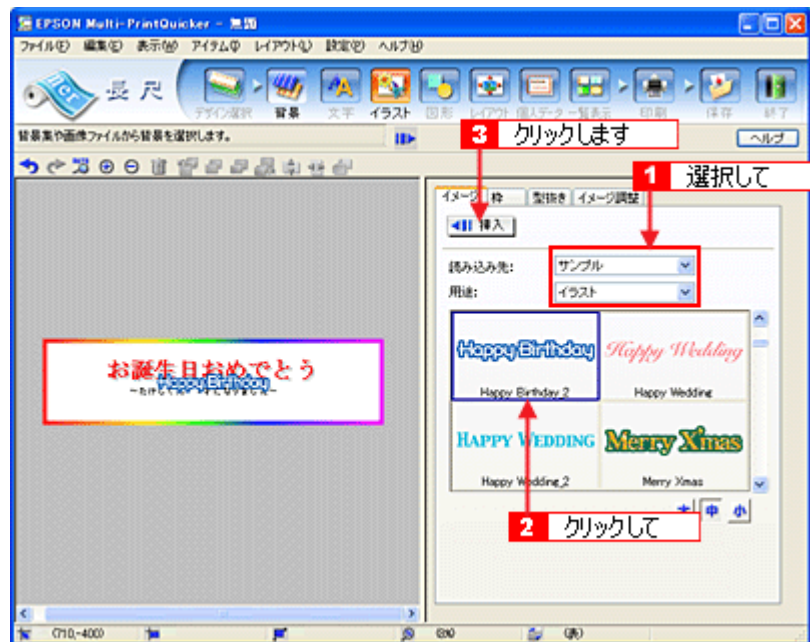 EPSON Multi-PrintQuicker - 無題
ファイル(F) 編集(E) 表示(W) アイテム(I) レイアウト(L) 設定(P) ヘルプ(H)
長尺
デザイン選択 背景 文字 イラスト 図形 レイアウト 個人データ 一覧表示 印刷 保存 終了
背景集や画像ファイルから背景を選択します。
ヘルプ
3 クリックします
1 選択して
イメージ 枠 型抜き イメージ調整
挿入
読み込み先: サンプル
用途: イラスト
お誕生日おめでとう
Happy Birthday
Happy Birthday
Happy Wedding
Happy Birthday_2
Happy Wedding
HAPPY WEDDING
Merry X'mas
Happy Wedding_2
Merry Xmas
大 中 小
2 クリックして
(710,-400)
(表)